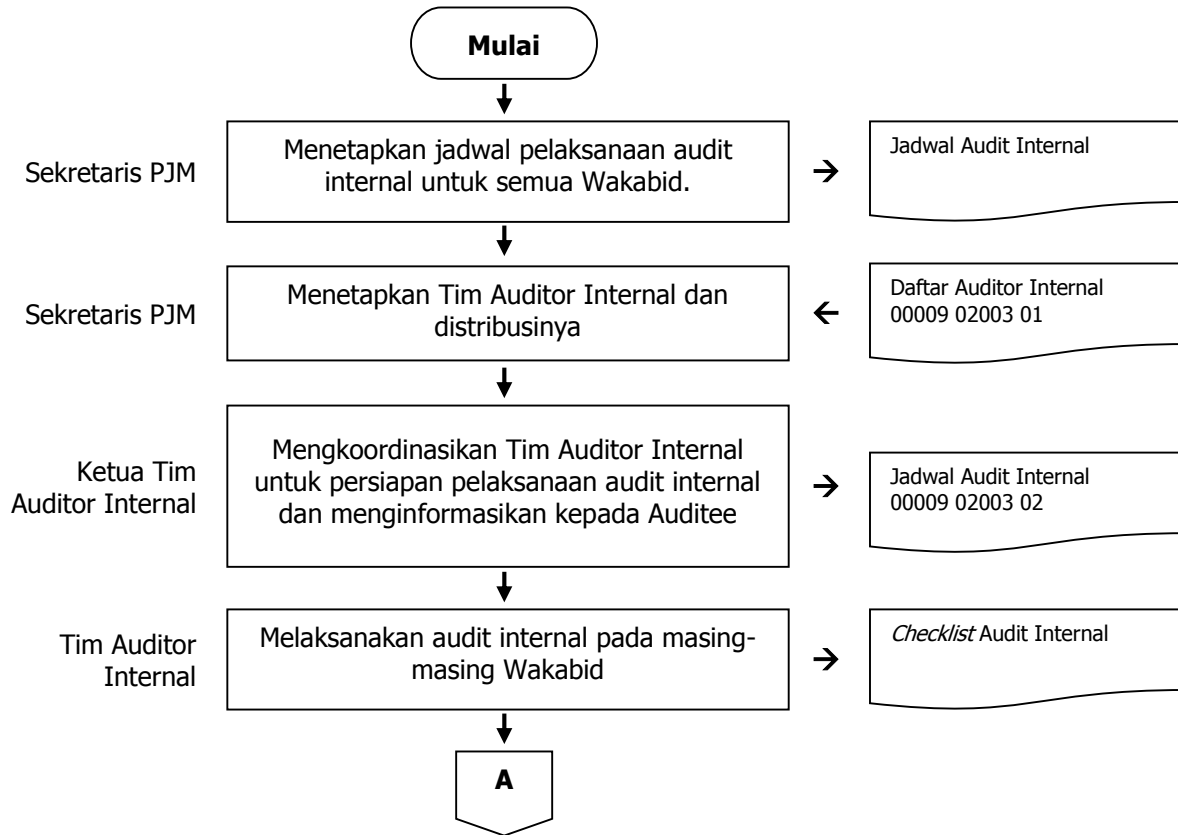 Mulai
Sekretaris PJM
Menetapkan jadwal pelaksanaan audit
internal untuk semua Wakabid.
→
Jadwal Audit Internal
Sekretaris PJM
Menetapkan Tim Auditor Internal dan
distribusinya
←
Daftar Auditor Internal
00009 02003 01
Ketua Tim
Auditor Internal
Mengkoordinasikan Tim Auditor Internal
untuk persiapan pelaksanaan audit internal
dan menginformasikan kepada Auditee
→
Jadwal Audit Internal
00009 02003 02
Tim Auditor
Internal
Melaksanakan audit internal pada masing-
masing Wakabid
→
Checklist Audit Internal
A